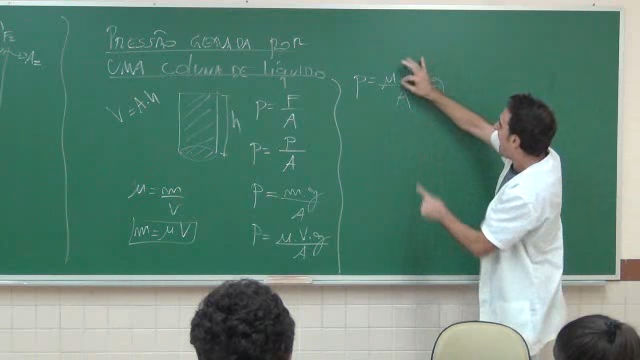 PRESSÃO GERADA POR
UMA COLUNA DE LÍQUIDO
V = A.h
h
p = F/A
p = P/A
μ = m/V
p = m.g/A
m = μ.V
p = μ.V.g/A
p = μ
A